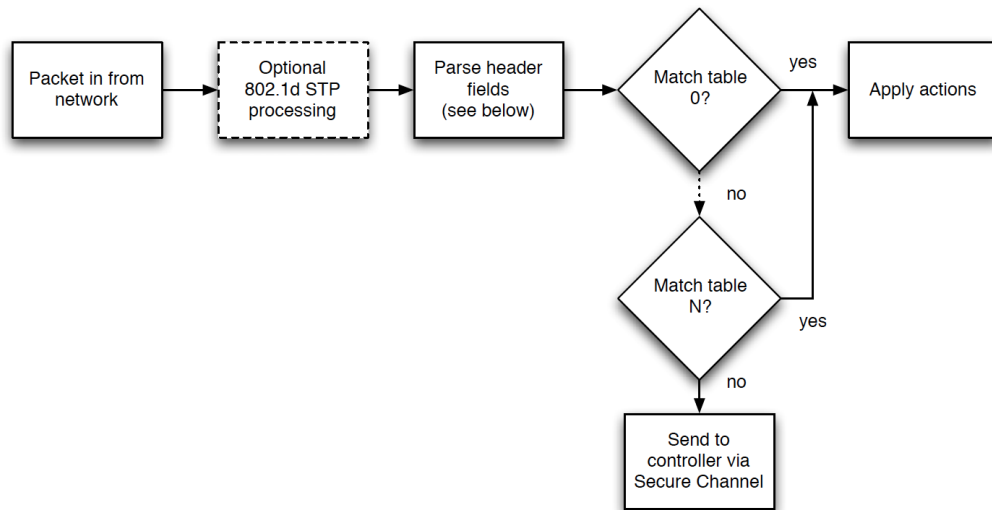 Packet in from
network
Optional
802.1d STP
processing
Parse header
fields
(see below)
Match table
0?
yes
Apply actions
no
Match table
N?
yes
no
Send to
controller via
Secure Channel